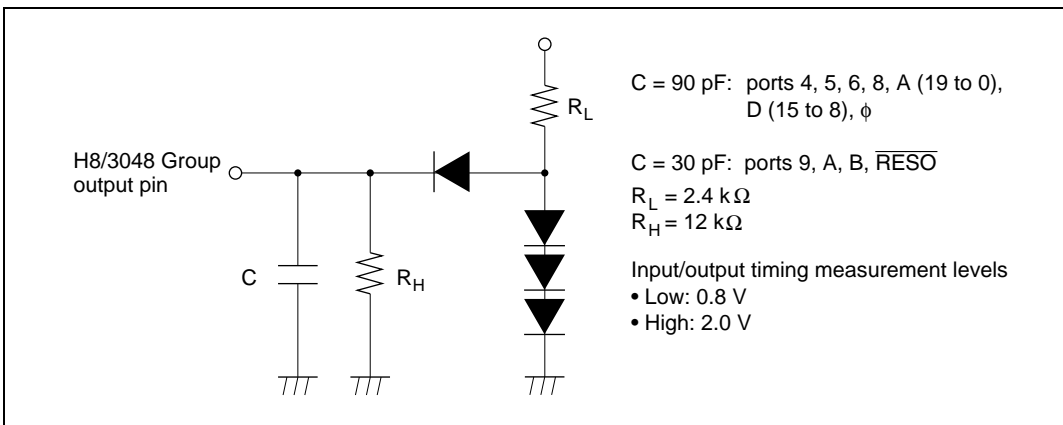 R_L
H8/3048 Group
output pin
C
R_H
C = 90 pF: ports 4, 5, 6, 8, A (19 to 0),
D (15 to 8), ϕ
C = 30 pF: ports 9, A, B, R̅E̅S̅O̅
R_L = 2.4 kΩ
R_H = 12 kΩ
Input/output timing measurement levels
• Low: 0.8 V
• High: 2.0 V